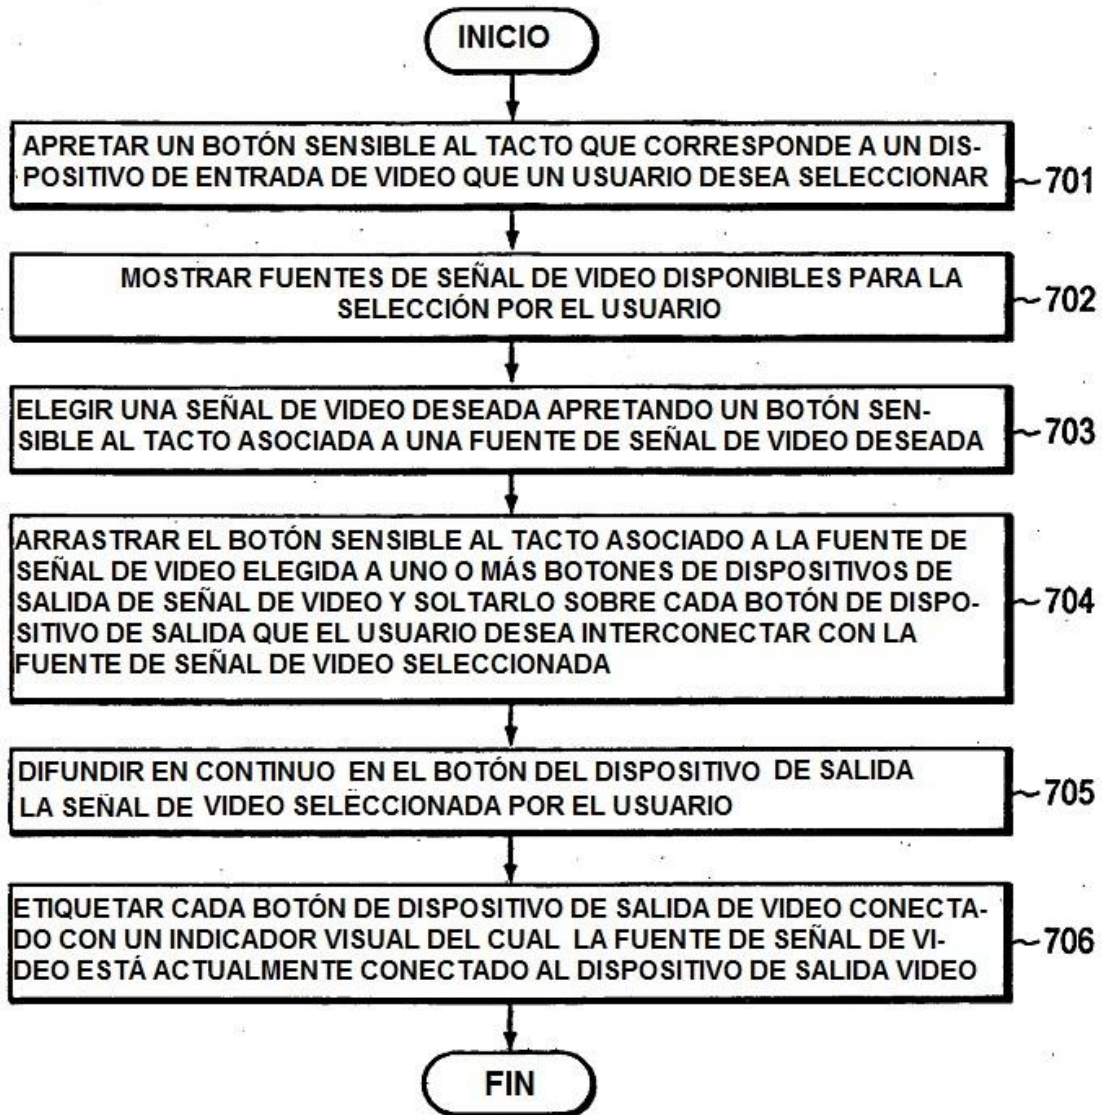 INICIO
APRETAR UN BOTÓN SENSIBLE AL TACTO QUE CORRESPONDE A UN DIS-
POSITIVO DE ENTRADA DE VIDEO QUE UN USUARIO DESEA SELECCIONAR
~701
MOSTRAR FUENTES DE SEÑAL DE VIDEO DISPONIBLES PARA LA
SELECCIÓN POR EL USUARIO
~702
ELEGIR UNA SEÑAL DE VIDEO DESEADA APRETANDO UN BOTÓN SEN-
SIBLE AL TACTO ASOCIADA A UNA FUENTE DE SEÑAL DE VIDEO DESEADA
~703
ARRASTRAR EL BOTÓN SENSIBLE AL TACTO ASOCIADO A LA FUENTE DE
SEÑAL DE VIDEO ELEGIDA A UNO O MÁS BOTONES DE DISPOSITIVOS DE
SALIDA DE SEÑAL DE VIDEO Y SOLTARLO SOBRE CADA BOTÓN DE DISPO-
SITIVO DE SALIDA QUE EL USUARIO DESEA INTERCONECTAR CON LA
FUENTE DE SEÑAL DE VIDEO SELECCIONADA
~704
DIFUNDIR EN CONTINUO EN EL BOTÓN DEL DISPOSITIVO DE SALIDA
LA SEÑAL DE VIDEO SELECCIONADA POR EL USUARIO
~705
ETIQUETAR CADA BOTÓN DE DISPOSITIVO DE SALIDA DE VIDEO CONECTA-
DO CON UN INDICADOR VISUAL DEL CUAL LA FUENTE DE SEÑAL DE VI-
DEO ESTÁ ACTUALMENTE CONECTADO AL DISPOSITIVO DE SALIDA VIDEO
~706
FIN